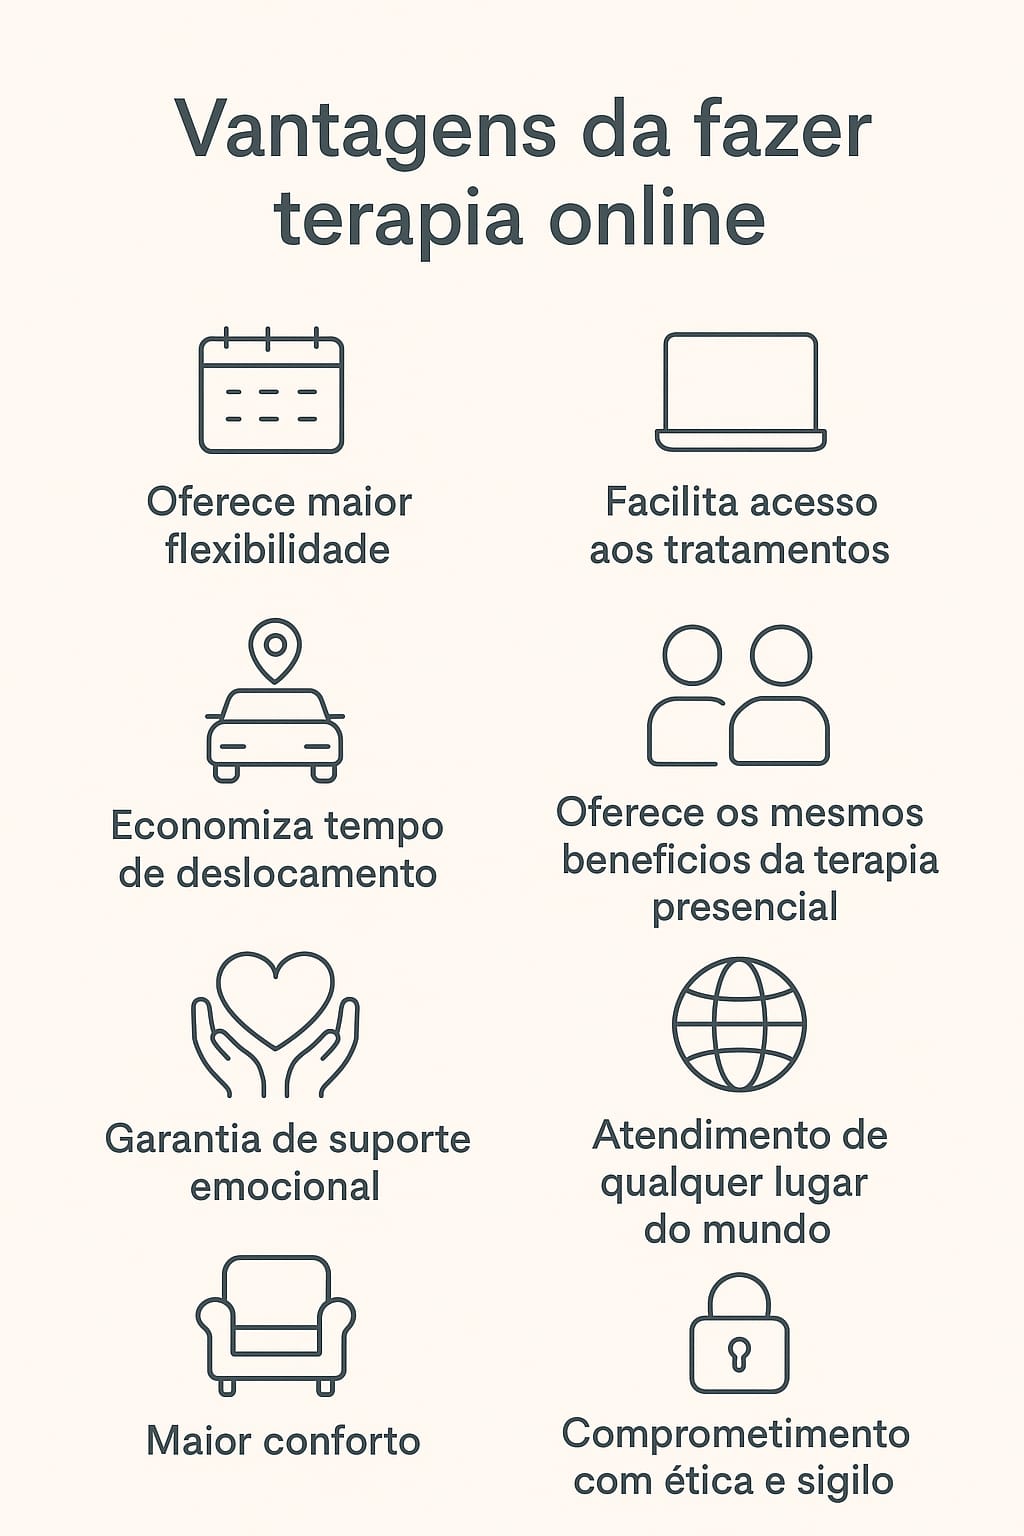 Vantagens da fazer
terapia online
Oferece maior
flexibilidade
Facilita acesso
aos tratamentos
Economiza tempo
de deslocamento
Oferece os mesmos
beneficios da terapia
presencial
Garantia de suporte
emocional
Atendimento de
qualquer lugar
do mundo
Maior conforto
Comprometimento
com ética e sigilo